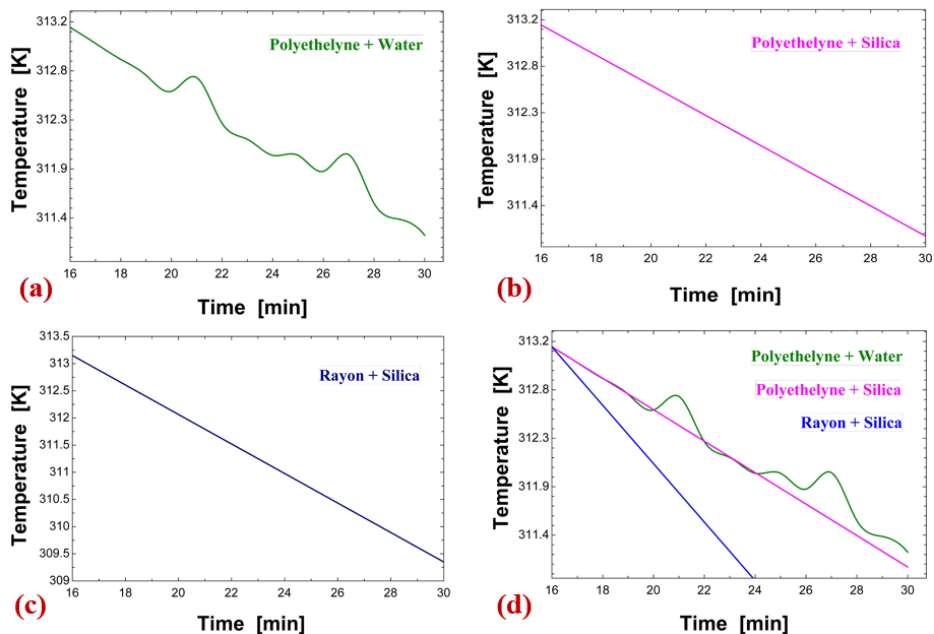 313.2
312.8
312.3
311.9
311.4
Temperature [K]
Polyethelyne + Water
16 18 20 22 24 26 28 30
(a)
Time [min]
313.2
312.8
312.3
311.9
311.4
Temperature [K]
Polyethelyne + Silica
16 18 20 22 24 26 28 30
(b)
Time [min]
313.5
313
312.5
312
311.5
311
310.5
310
309.5
309
Temperature [K]
Rayon + Silica
16 18 20 22 24 26 28 30
(c)
Time [min]
313.2
312.8
312.3
311.9
311.4
Temperature [K]
Polyethelyne + Water
Polyethelyne + Silica
Rayon + Silica
16 18 20 22 24 26 28 30
(d)
Time [min]